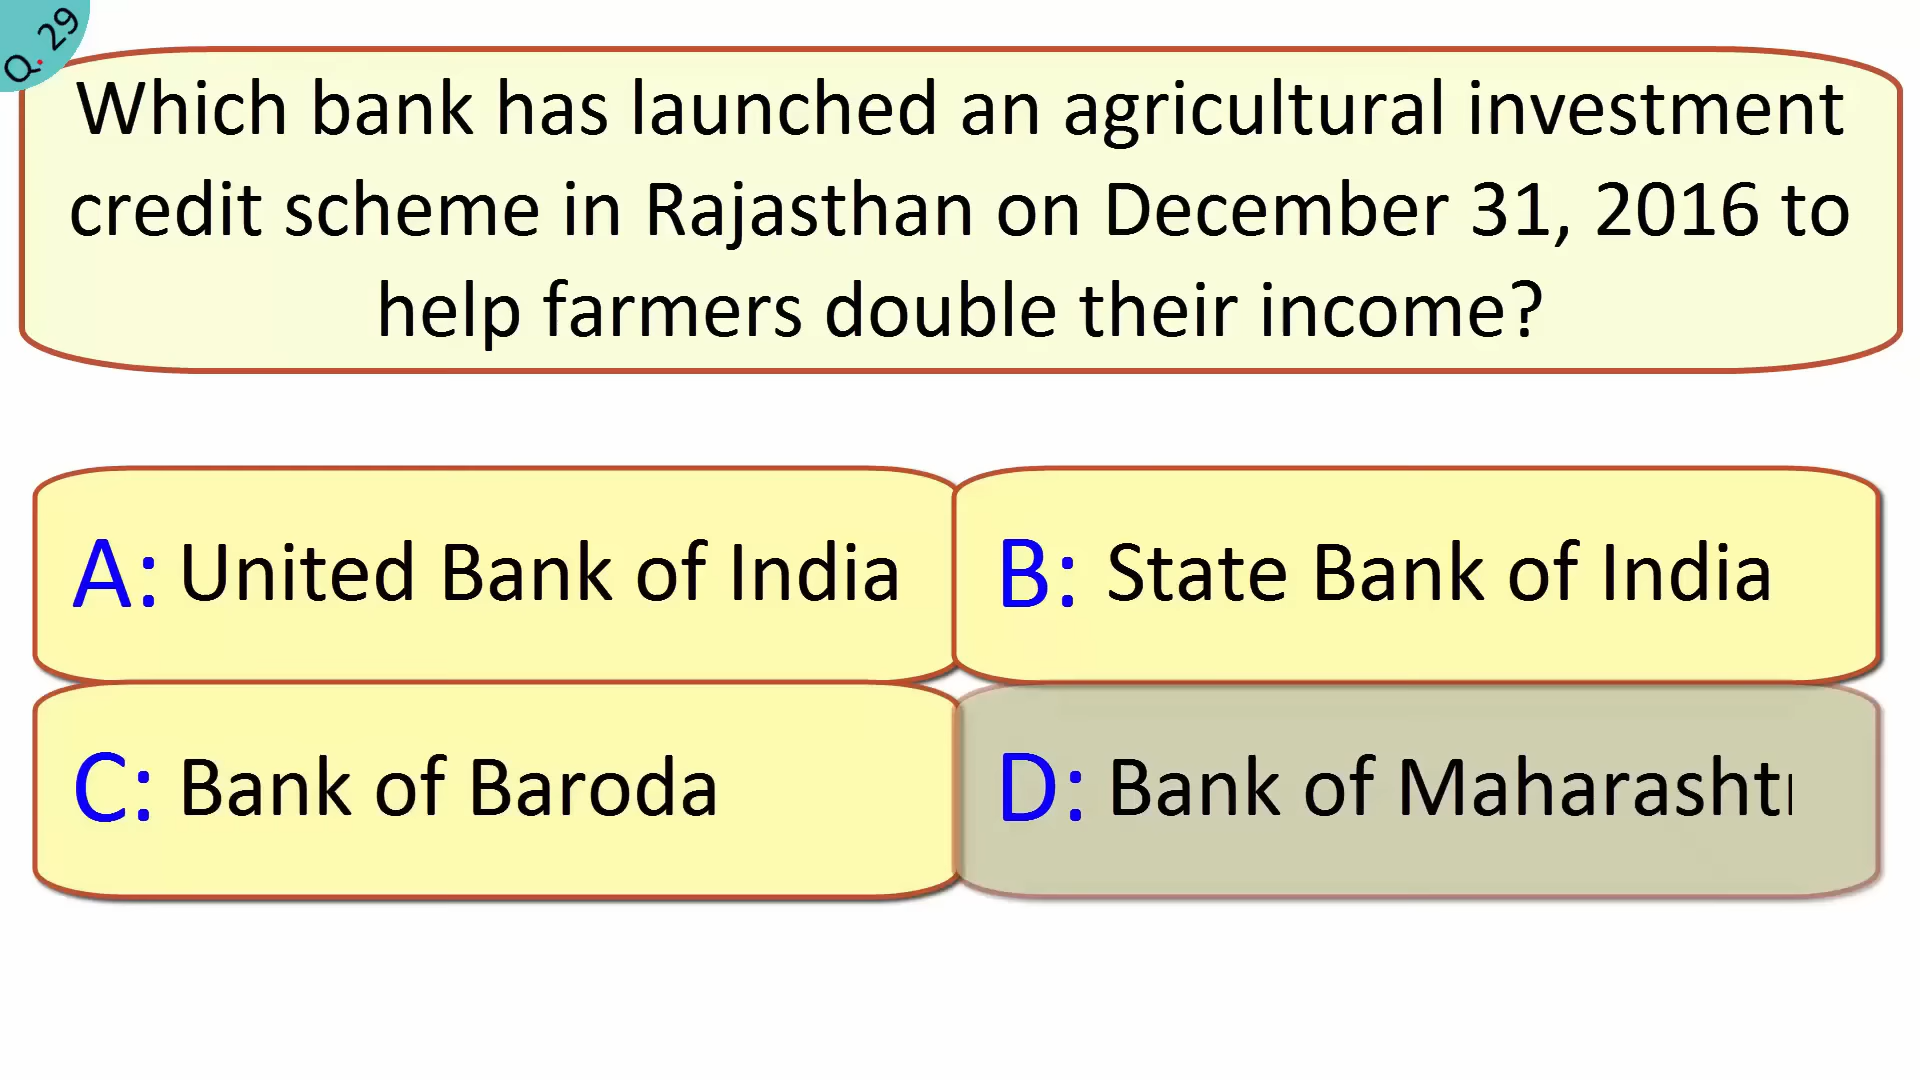 Q. 29
Which bank has launched an agricultural investment
credit scheme in Rajasthan on December 31, 2016 to
help farmers double their income?
A: United Bank of India
B: State Bank of India
C: Bank of Baroda
D: Bank of